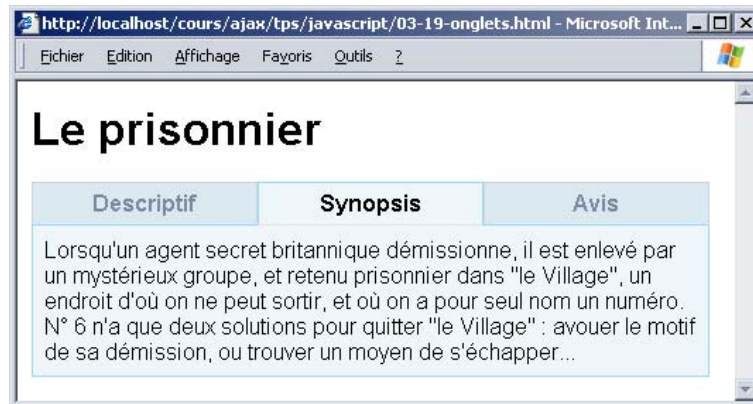 http://localhost/cours/ajax/tps/javascript/03-19-onglets.html - Microsoft Int...
Fichier Edition Affichage Favoris Outils ?
Le prisonnier
Descriptif Synopsis Avis
Lorsqu'un agent secret britannique démissionne, il est enlevé par
un mystérieux groupe, et retenu prisonnier dans "le Village", un
endroit d'où on ne peut sortir, et où on a pour seul nom un numéro.
N° 6 n'a que deux solutions pour quitter "le Village" : avouer le motif
de sa démission, ou trouver un moyen de s'échapper...